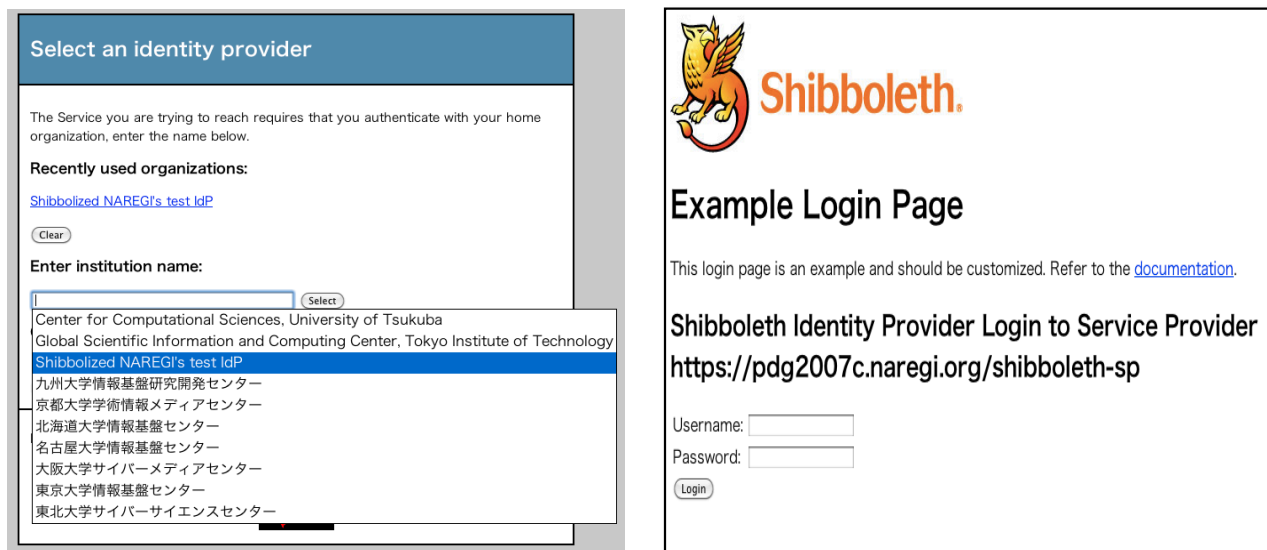 Select an identity provider
The Service you are trying to reach requires that you authenticate with your home
organization, enter the name below.
Recently used organizations:
Shibbolized NAREGI's test IdP
Clear
Enter institution name:
Select
Center for Computational Sciences, University of Tsukuba
Global Scientific Information and Computing Center, Tokyo Institute of Technology
Shibbolized NAREGI's test IdP
九州大学情報基盤研究開発センター
京都大学学術情報メディアセンター
北海道大学情報基盤センター
名古屋大学情報基盤センター
大阪大学サイバーメディアセンター
東京大学情報基盤センター
東北大学サイバーサイエンスセンター
Shibboleth.
Example Login Page
This login page is an example and should be customized. Refer to the documentation.
Shibboleth Identity Provider Login to Service Provider
https://pdg2007c.naregi.org/shibboleth-sp
Username:
Password:
Login